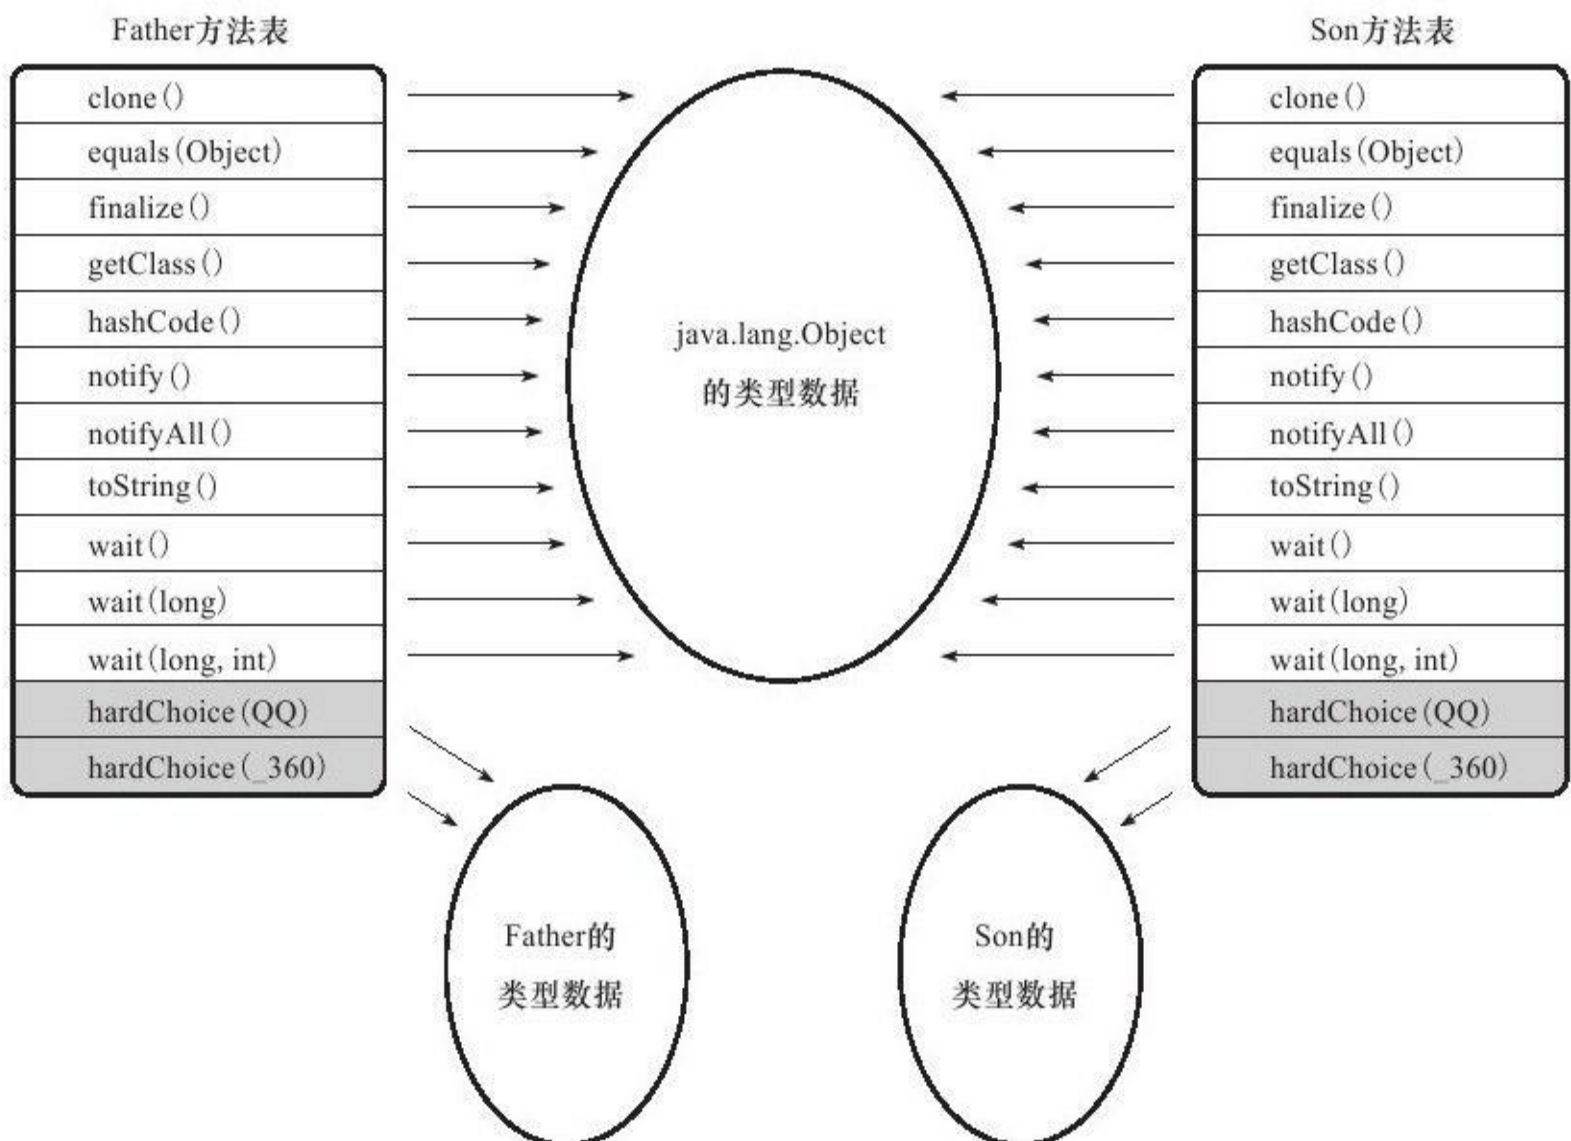 Father方法表
clone()
equals(Object)
finalize()
getClass()
hashCode()
notify()
notifyAll()
toString()
wait()
wait(long)
wait(long, int)
hardChoice(QQ)
hardChoice(_360)
java.lang.Object
的类型数据
Father的
类型数据
Son的
类型数据
Son方法表
clone()
equals(Object)
finalize()
getClass()
hashCode()
notify()
notifyAll()
toString()
wait()
wait(long)
wait(long, int)
hardChoice(QQ)
hardChoice(_360)